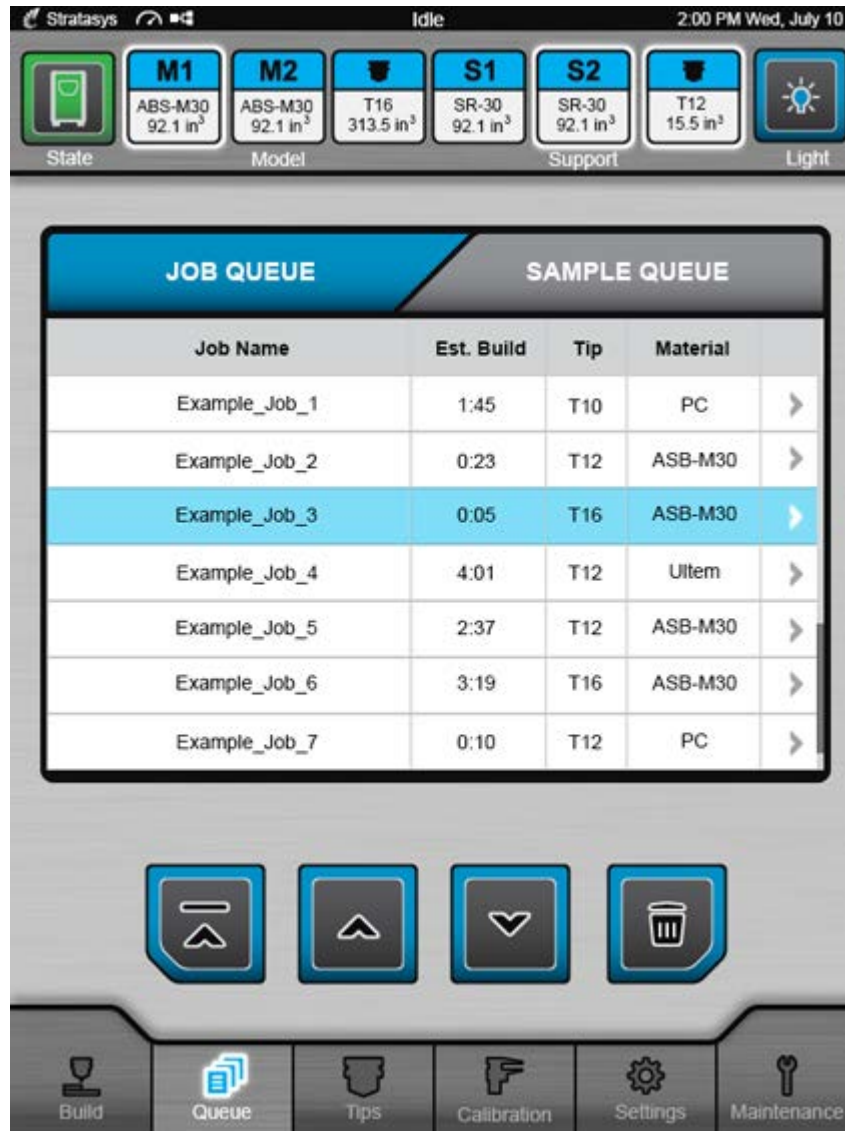 Stratasys Idle 2:00 PM Wed, July 10
M1 M2 S1 S2
ABS-M30 ABS-M30 T16 SR-30 SR-30 T12
92.1 in³ 92.1 in³ 313.5 in³ 92.1 in³ 92.1 in³ 15.5 in³
State Model Support Light
JOB QUEUE SAMPLE QUEUE
Job Name Est. Build Tip Material
Example_Job_1 1:45 T10 PC
Example_Job_2 0:23 T12 ASB-M30
Example_Job_3 0:05 T16 ASB-M30
Example_Job_4 4:01 T12 Ultem
Example_Job_5 2:37 T12 ASB-M30
Example_Job_6 3:19 T16 ASB-M30
Example_Job_7 0:10 T12 PC
Build Queue Tips Calibration Settings Maintenance